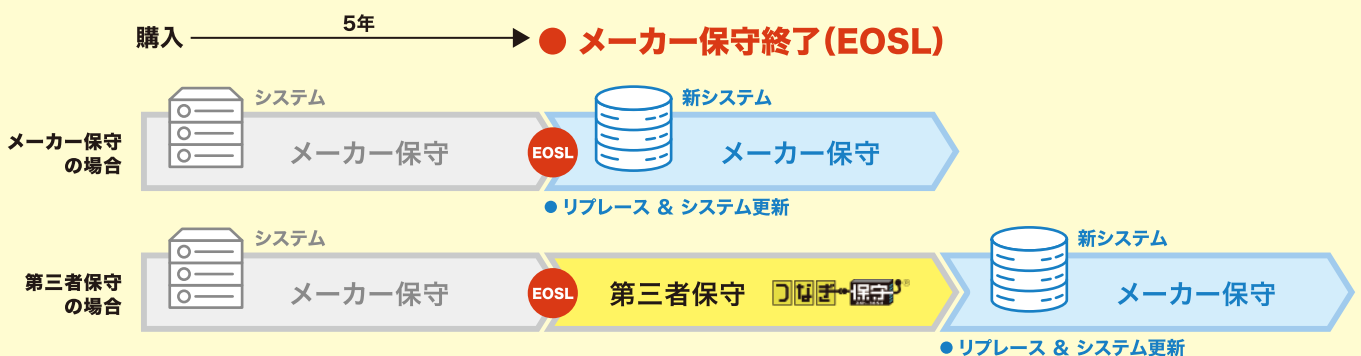 購入
5年
● メーカー保守終了(EOSL)
メーカー保守
の場合
システム
メーカー保守
EOSL
新システム
メーカー保守
● リプレース & システム更新
第三者保守
の場合
システム
メーカー保守
EOSL
第三者保守
つなぎ保守®
新システム
メーカー保守
● リプレース & システム更新